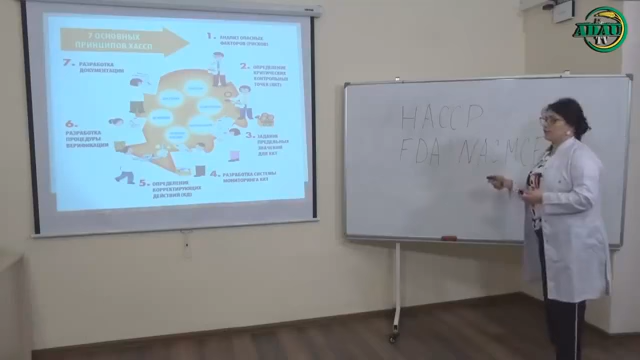 7 ОСНОВНЫХ
ПРИНЦИПОВ ХАССП
1. АНАЛИЗ ОПАСНЫХ
ФАКТОРОВ (РИСКОВ)
2. ОПРЕДЕЛЕНИЕ
КРИТИЧЕСКИХ
КОНТРОЛЬНЫХ
ТОЧЕК (ККТ)
3. ЗАДАНИЕ
ПРЕДЕЛЬНЫХ
ЗНАЧЕНИЙ
ДЛЯ ККТ
4. РАЗРАБОТКА СИСТЕМЫ
МОНИТОРИНГА ККТ
5. ОПРЕДЕЛЕНИЕ
КОРРЕКТИРУЮЩИХ
ДЕЙСТВИЙ (КД)
6. РАЗРАБОТКА
ПРОЦЕДУРЫ
ВЕРИФИКАЦИИ
7. РАЗРАБОТКА
ДОКУМЕНТАЦИИ
HACCP
FDA NACMCF
ADAU
TV